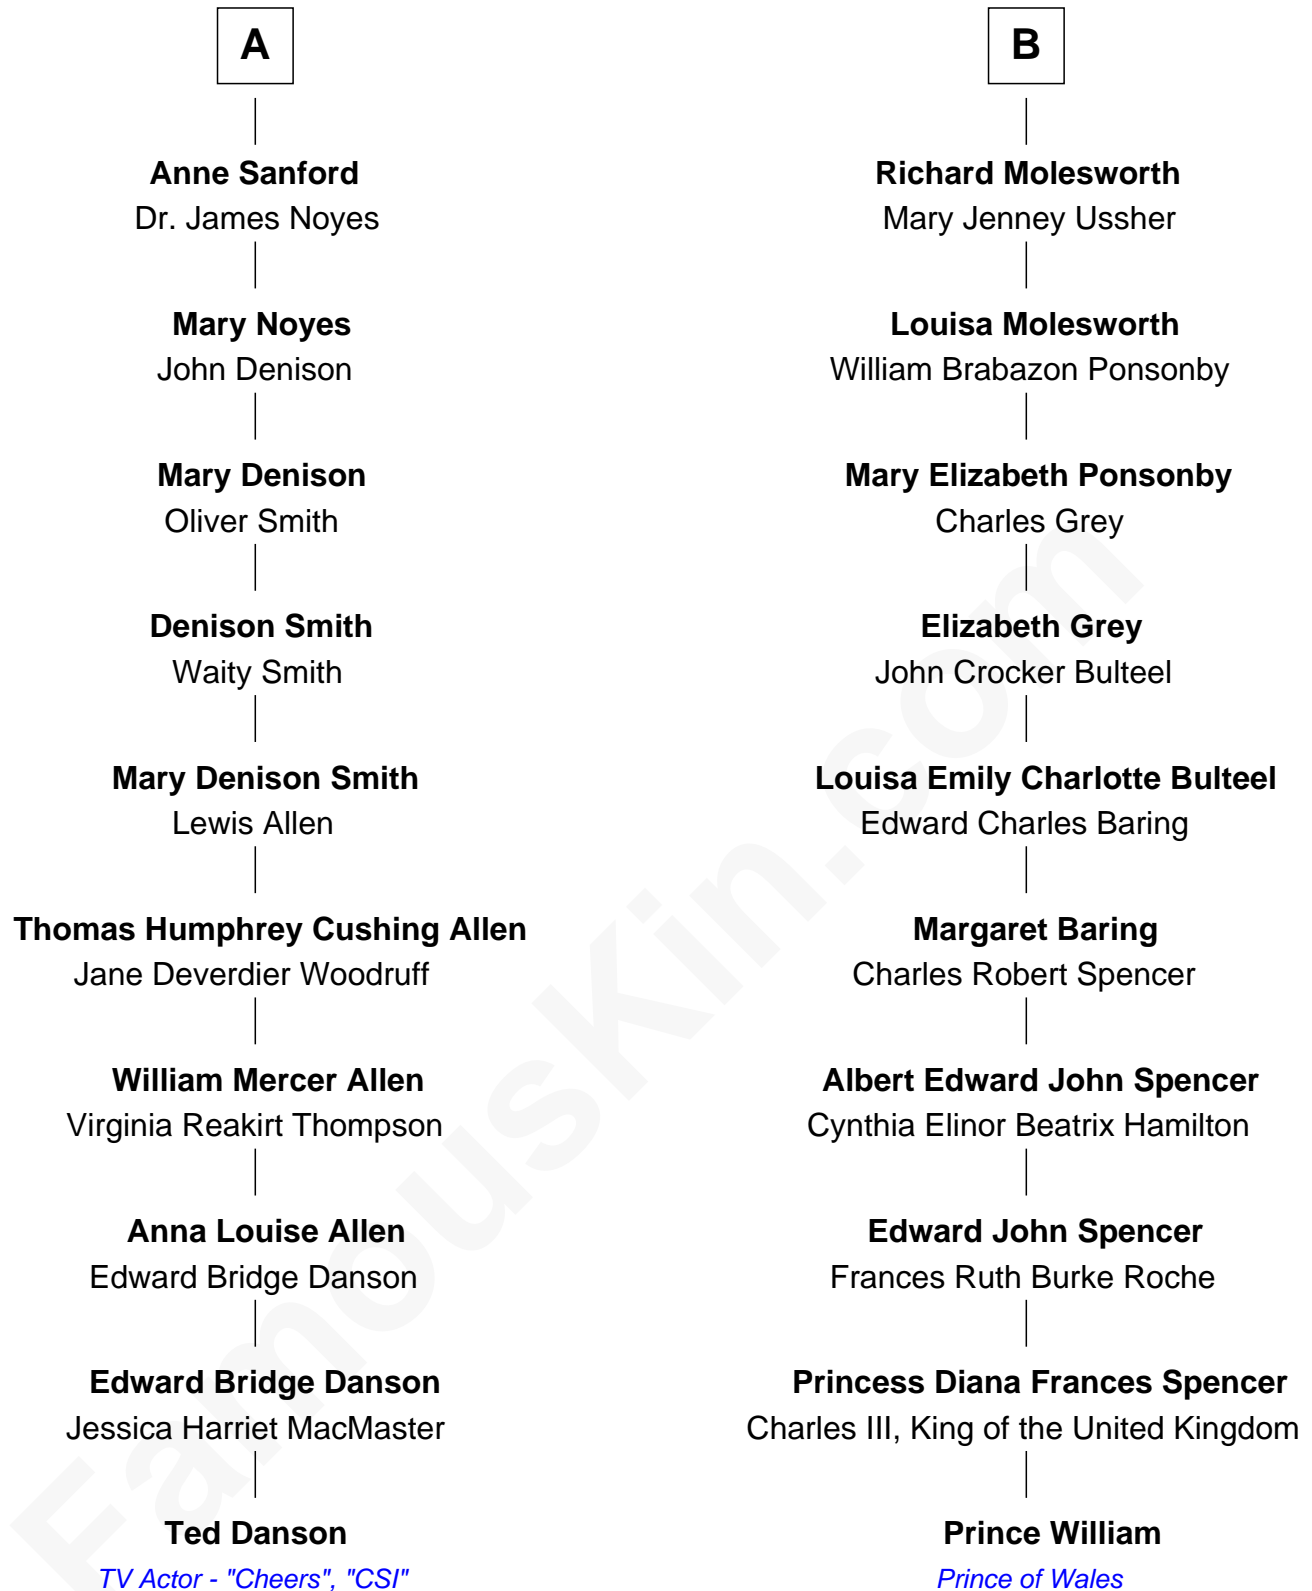 A
Anne Sanford
Dr. James Noyes
Mary Noyes
John Denison
Mary Denison
Oliver Smith
Denison Smith
Waity Smith
Mary Denison Smith
Lewis Allen
Thomas Humphrey Cushing Allen
Jane Deverdier Woodruff
William Mercer Allen
Virginia Reakirt Thompson
Anna Louise Allen
Edward Bridge Danson
Edward Bridge Danson
Jessica Harriet MacMaster
Ted Danson
TV Actor - "Cheers", "CSI"
B
Richard Molesworth
Mary Jenney Ussher
Louisa Molesworth
William Brabazon Ponsonby
Mary Elizabeth Ponsonby
Charles Grey
Elizabeth Grey
John Crocker Bulteel
Louisa Emily Charlotte Bulteel
Edward Charles Baring
Margaret Baring
Charles Robert Spencer
Albert Edward John Spencer
Cynthia Elinor Beatrix Hamilton
Edward John Spencer
Frances Ruth Burke Roche
Princess Diana Frances Spencer
Charles III, King of the United Kingdom
Prince William
Prince of Wales
FamousKin.com